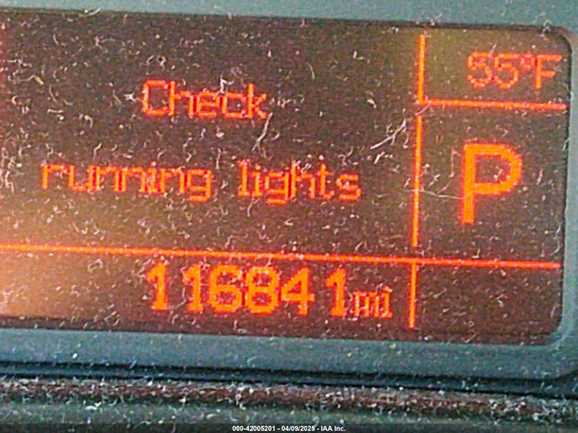 55°F
Check
running lights
P
116841mi
000-42005201 - 04/09/2025 - IAA Inc.